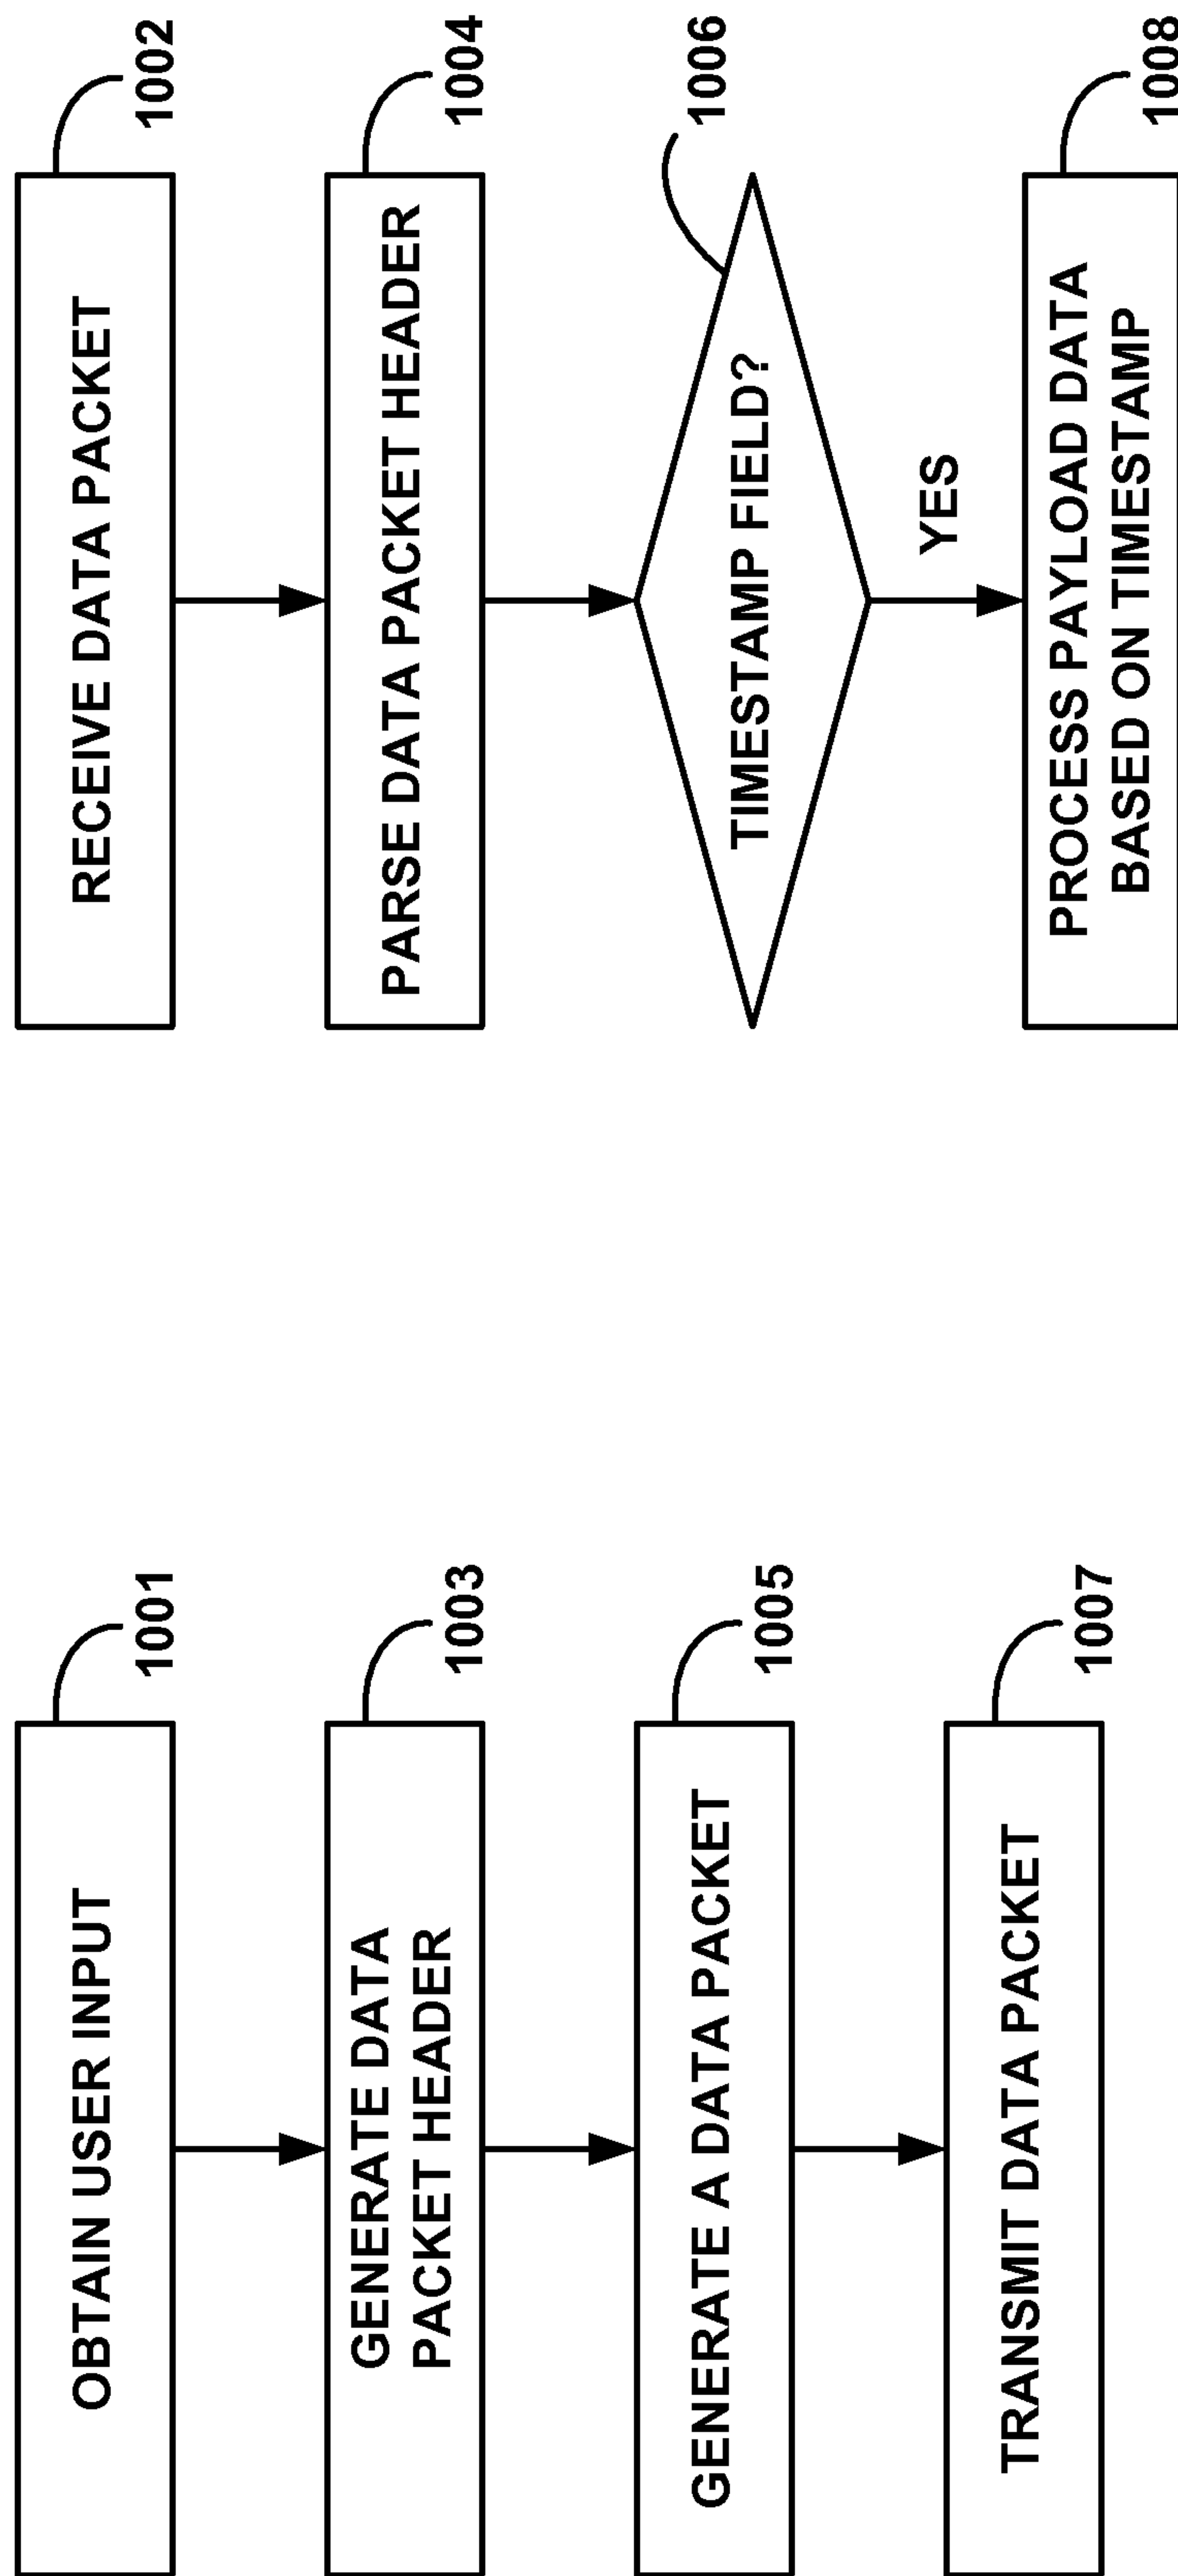 OBTAIN USER INPUT
1001
GENERATE DATA
PACKET HEADER
1003
GENERATE A DATA PACKET
1005
TRANSMIT DATA PACKET
1007
RECEIVE DATA PACKET
1002
PARSE DATA PACKET HEADER
1004
TIMESTAMP FIELD?
1006
YES
PROCESS PAYLOAD DATA
BASED ON TIMESTAMP
1008